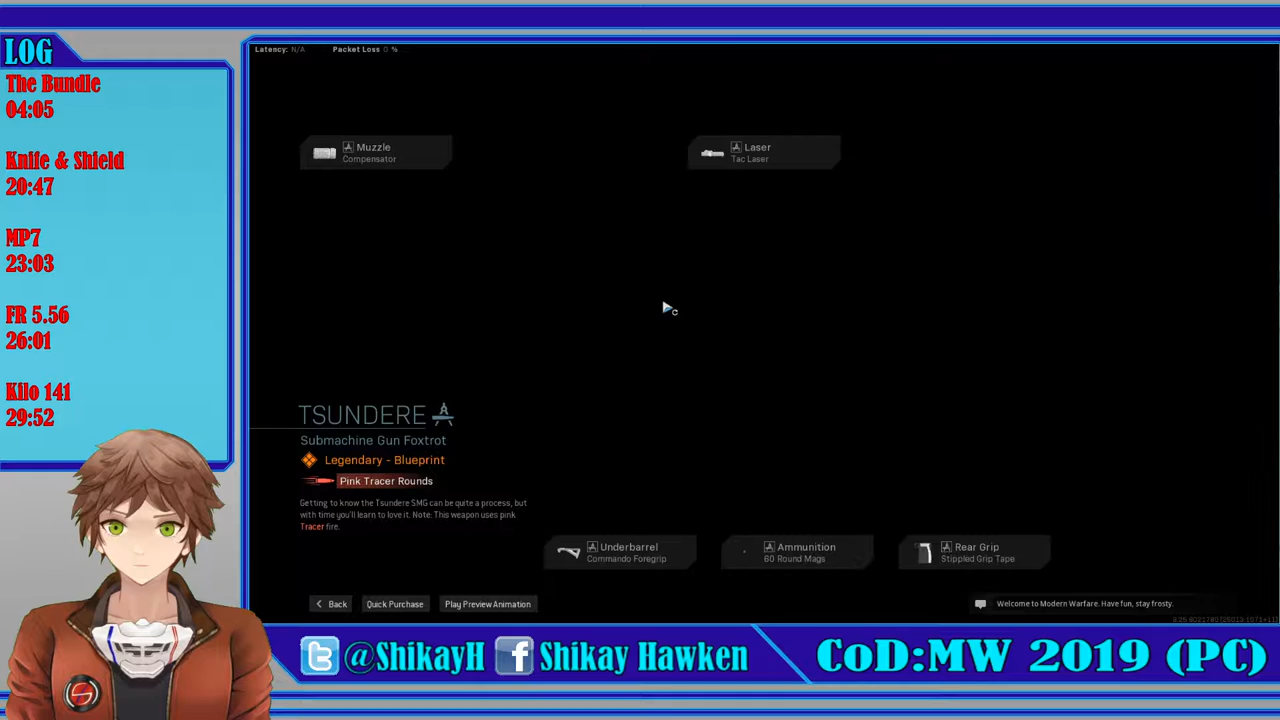 LOG
The Bundle
04:05
Knife & Shield
20:47
MP7
23:03
FR 5.56
26:01
Kilo 141
29:52
Latency: N/A Packet Loss 0 %
Muzzle
Compensator
Laser
Tac Laser
TSUNDERE
Submachine Gun Foxtrot
Legendary - Blueprint
Pink Tracer Rounds
Getting to know the Tsundere SMG can be quite a process, but
with time you'll learn to love it. Note: This weapon uses pink
Tracer fire.
Underbarrel
Commando Foregrip
Ammunition
60 Round Mags
Rear Grip
Stippled Grip Tape
Back
Quick Purchase
Play Preview Animation
Welcome to Modern Warfare. Have fun, stay frosty.
@ShikayH
Shikay Hawken
CoD:MW 2019 (PC)